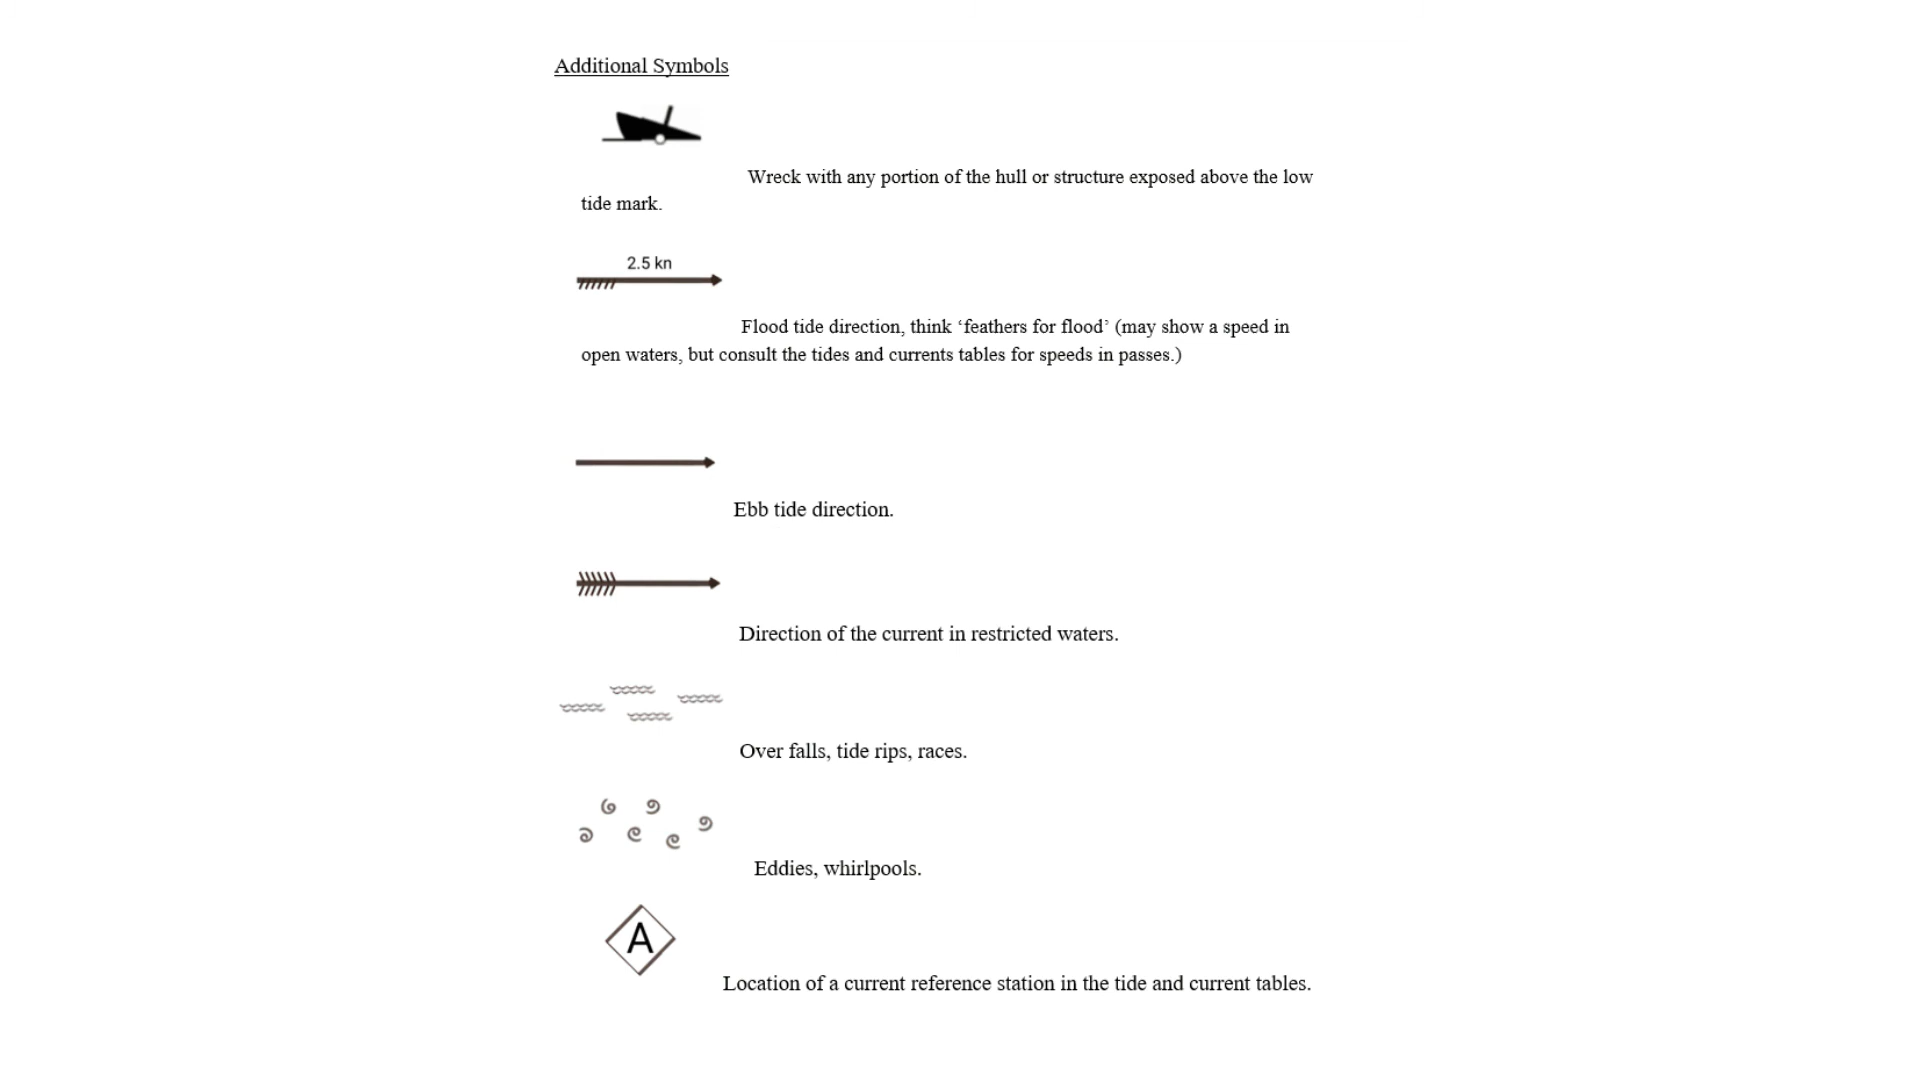 Additional Symbols
Wreck with any portion of the hull or structure exposed above the low
tide mark.
2.5 kn
Flood tide direction, think ‘feathers for flood’ (may show a speed in
open waters, but consult the tides and currents tables for speeds in passes.)
Ebb tide direction.
Direction of the current in restricted waters.
Over falls, tide rips, races.
Eddies, whirlpools.
A
Location of a current reference station in the tide and current tables.